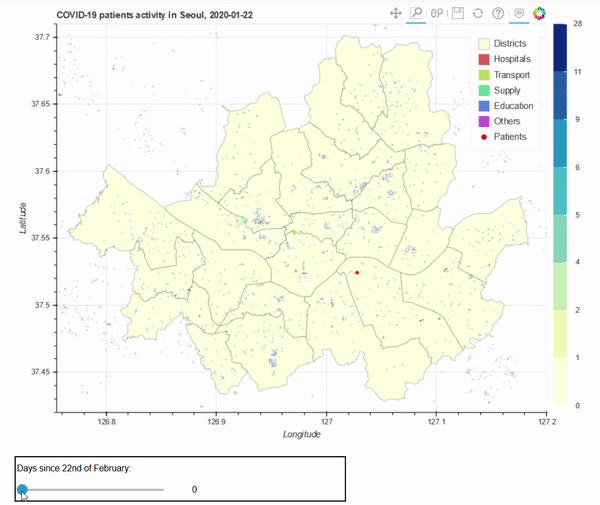 COVID-19 patients activity in Seoul, 2020-01-22
37.7
37.65
37.6
37.55
37.5
37.45
Latitude
126.8
126.9
127
127.1
127.2
Longitude
Districts
Hospitals
Transport
Supply
Education
Others
Patients
28
11
9
6
5
4
2
1
0
Days since 22nd of February:
0